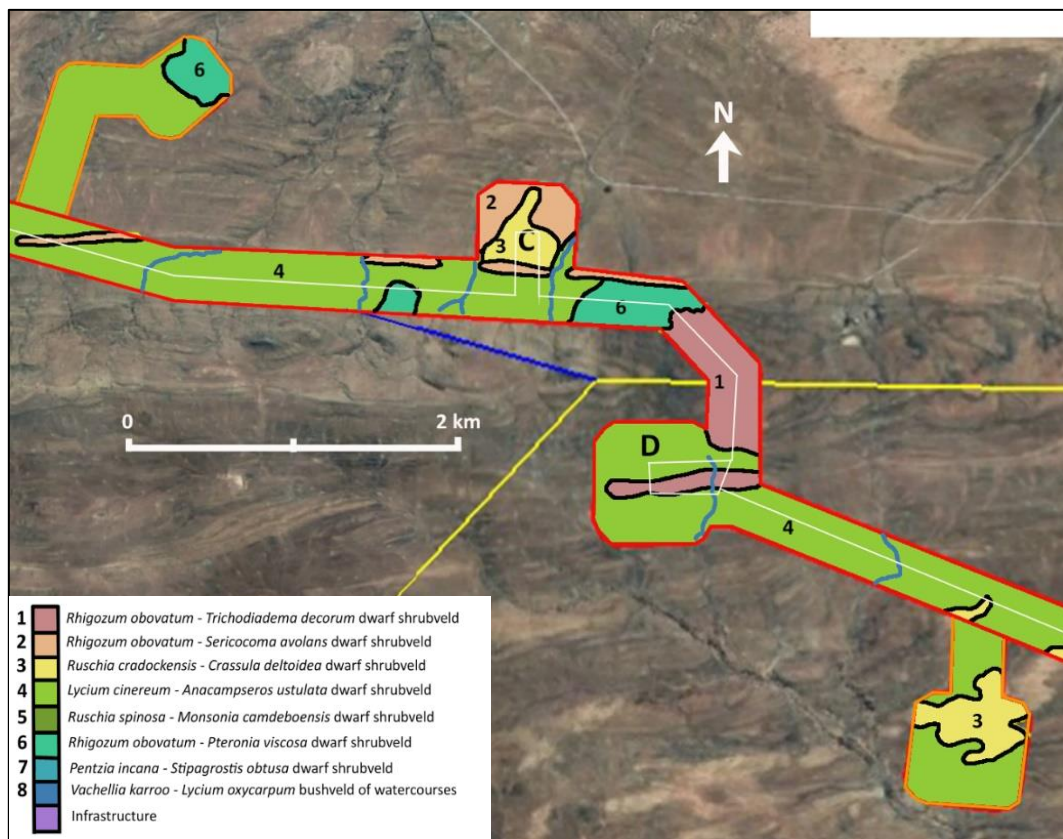 6
N
2
3
C
4
6
1
0
2 km
D
4
3
1 Rhigozum obovatum - Trichodiadema decorum dwarf shrubveld
2 Rhigozum obovatum - Sericocoma avolans dwarf shrubveld
3 Ruschia cradockensis - Crassula deltoidea dwarf shrubveld
4 Lycium cinereum - Anacampseros ustulata dwarf shrubveld
5 Ruschia spinosa - Monsonia camdeboensis dwarf shrubveld
6 Rhigozum obovatum - Pteronia viscosa dwarf shrubveld
7 Pentzia incana - Stipagrostis obtusa dwarf shrubveld
8 Vachellia karroo - Lycium oxycarpum bushveld of watercourses
Infrastructure